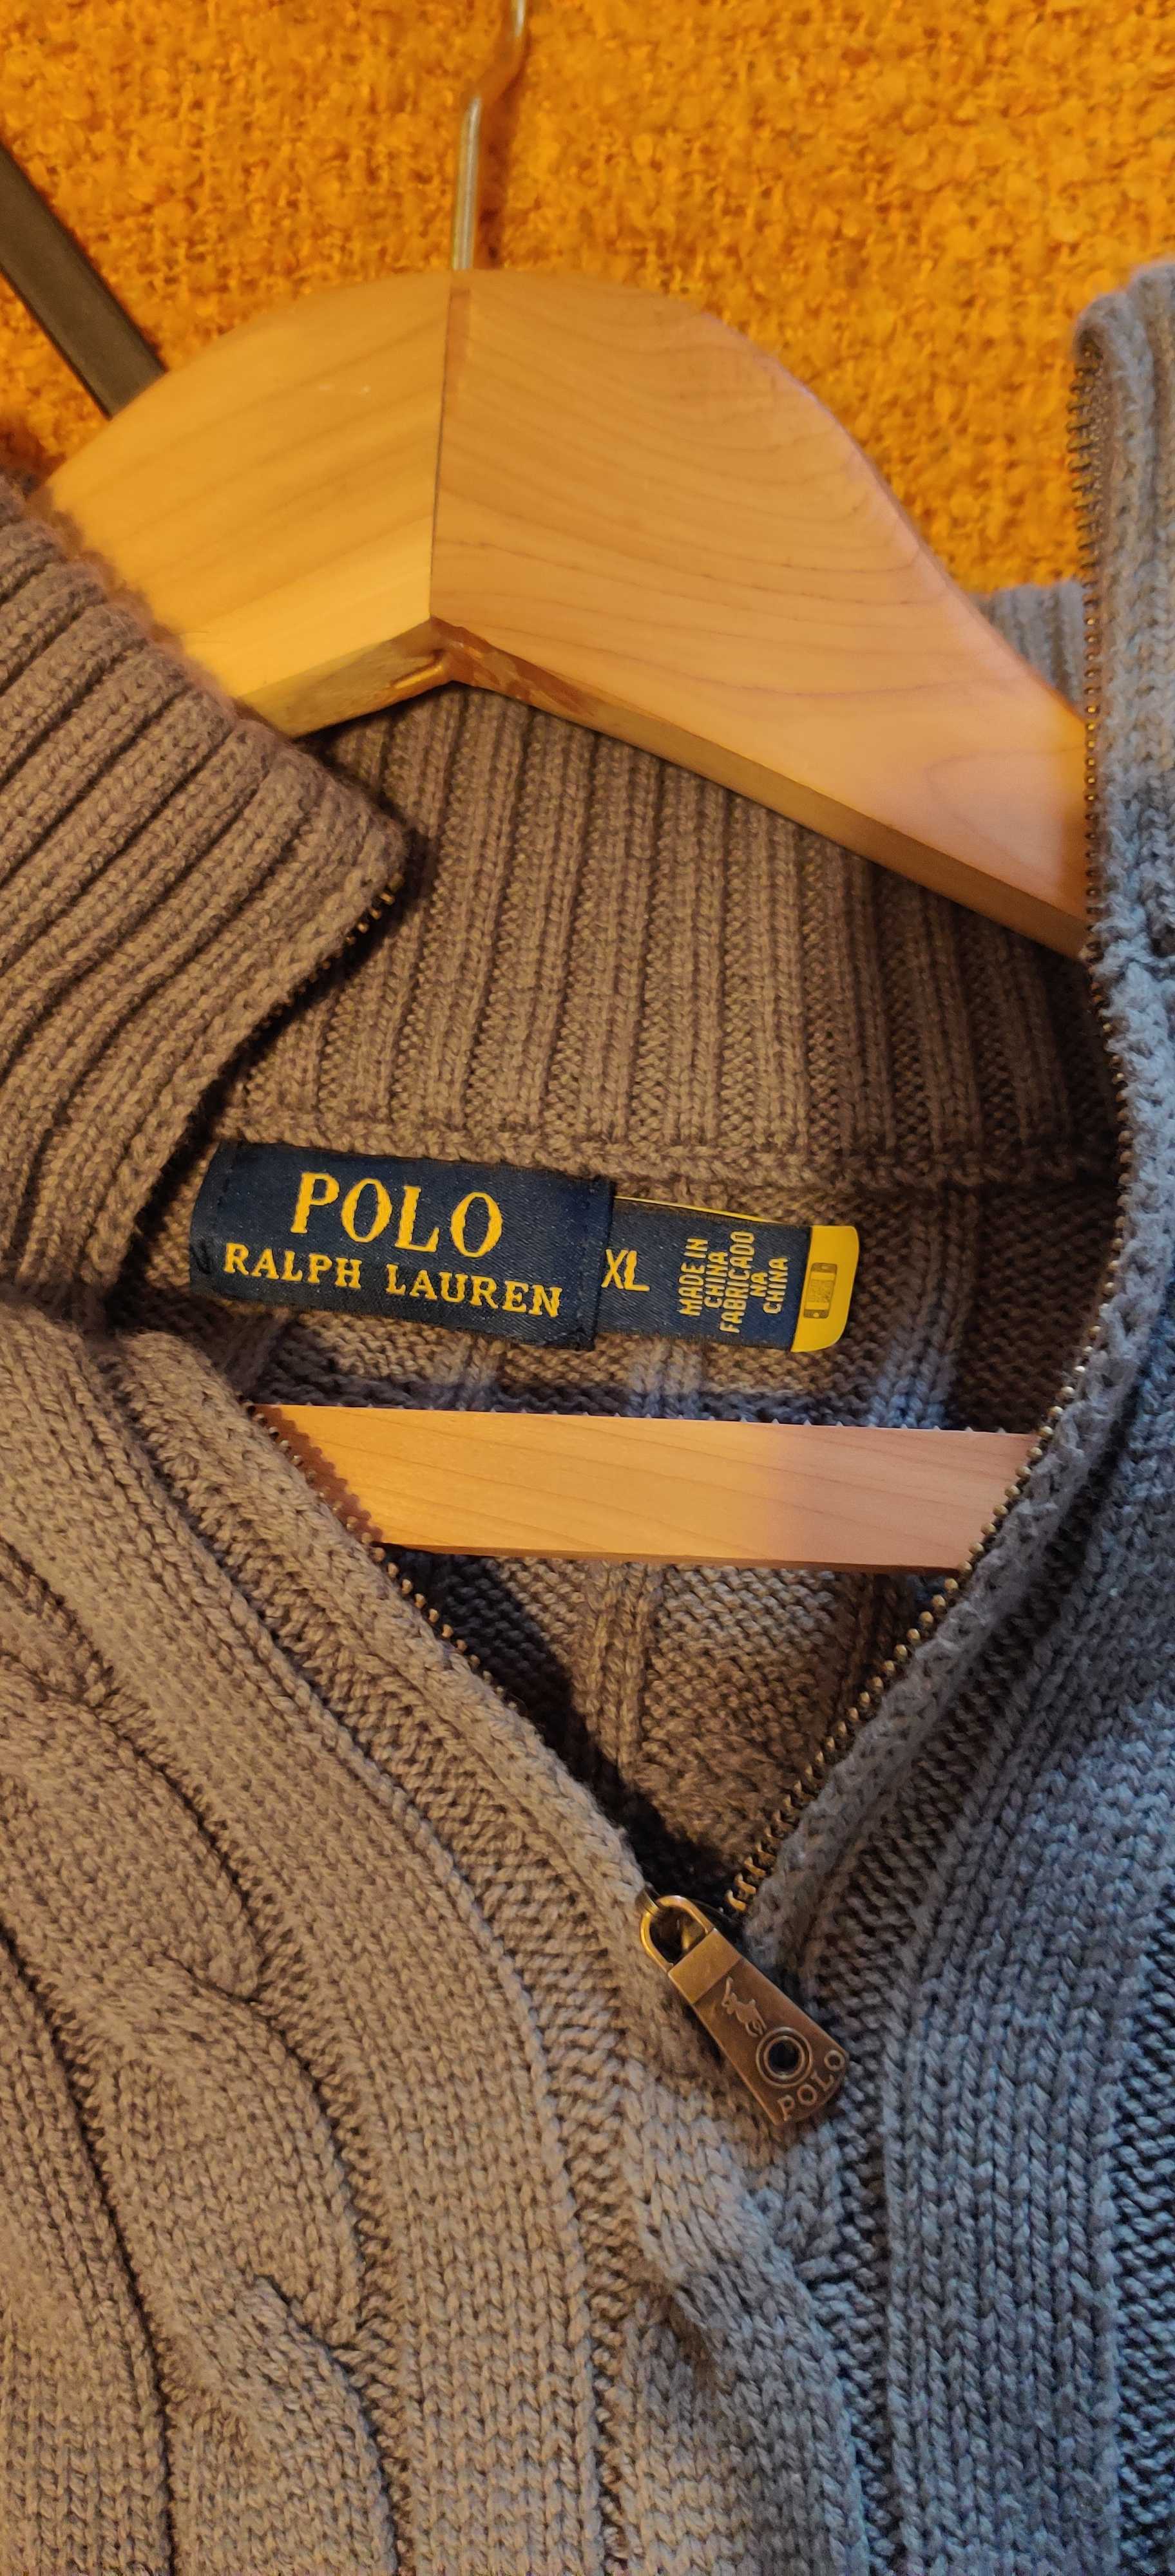 POLO
RALPH LAUREN
XL
MADE IN
CHINA
FABRICADO
NA
CHINA
POLO